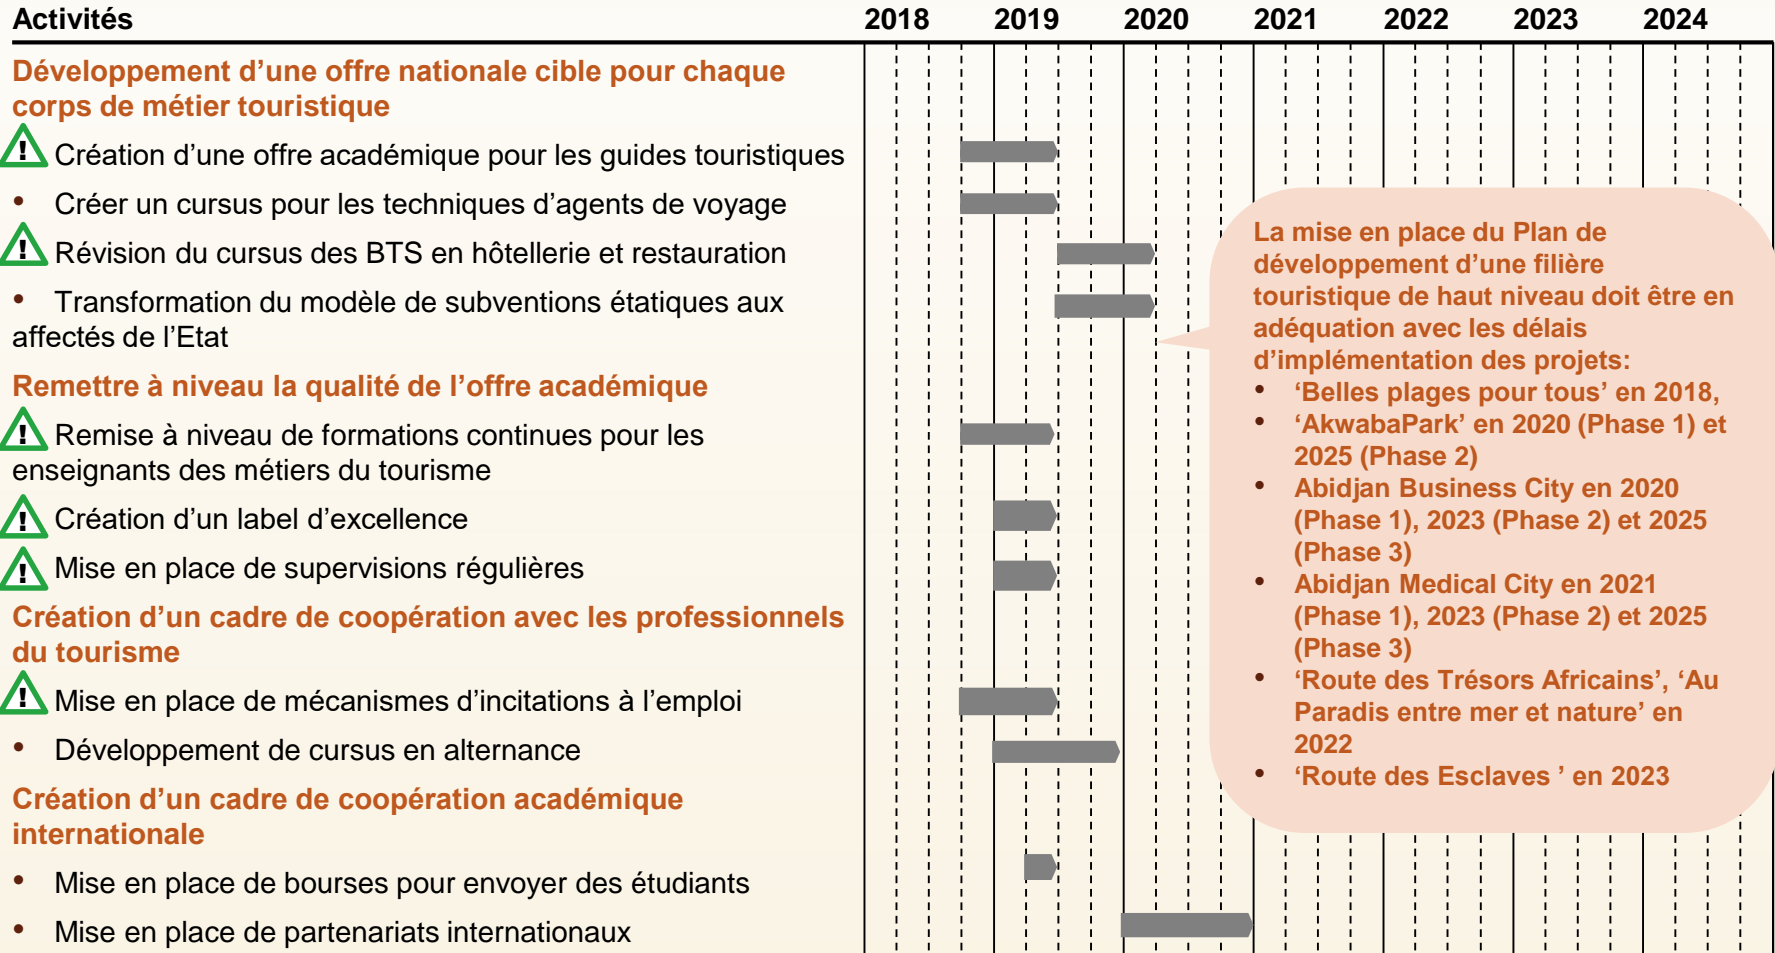 Activités 2018 2019 2020 2021 2022 2023 2024
Développement d’une offre nationale cible pour chaque
corps de métier touristique
! Création d’une offre académique pour les guides touristiques
• Créer un cursus pour les techniques d’agents de voyage
! Révision du cursus des BTS en hôtellerie et restauration
• Transformation du modèle de subventions étatiques aux
affectés de l’Etat
Remettre à niveau la qualité de l’offre académique
! Remise à niveau de formations continues pour les
enseignants des métiers du tourisme
! Création d’un label d’excellence
! Mise en place de supervisions régulières
Création d’un cadre de coopération avec les professionnels
du tourisme
! Mise en place de mécanismes d’incitations à l’emploi
• Développement de cursus en alternance
Création d’un cadre de coopération académique
internationale
• Mise en place de bourses pour envoyer des étudiants
• Mise en place de partenariats internationaux
La mise en place du Plan de
développement d’une filière
touristique de haut niveau doit être en
adéquation avec les délais
d’implémentation des projets:
• ‘Belles plages pour tous’ en 2018,
• ‘AkwabaPark’ en 2020 (Phase 1) et
2025 (Phase 2)
• Abidjan Business City en 2020
(Phase 1), 2023 (Phase 2) et 2025
(Phase 3)
• Abidjan Medical City en 2021
(Phase 1), 2023 (Phase 2) et 2025
(Phase 3)
• ‘Route des Trésors Africains’, ‘Au
Paradis entre mer et nature’ en
2022
• ‘Route des Esclaves ’ en 2023